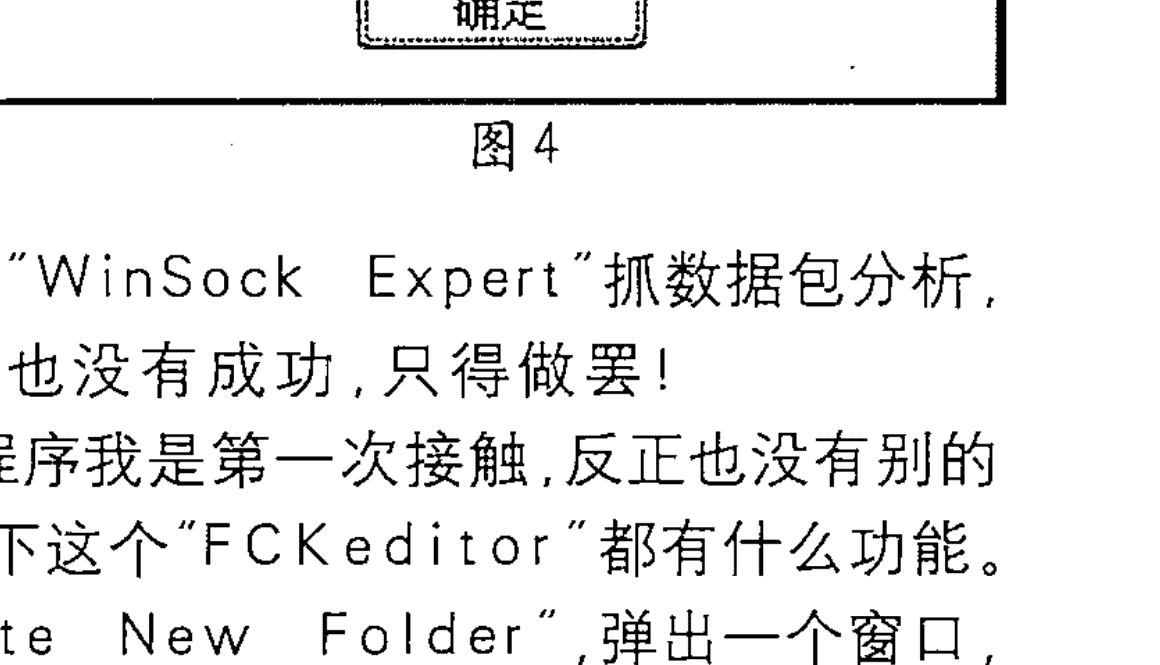 确定
图 4
"WinSock Expert"抓数据包分析,
也没有成功,只得做罢!
程序我是第一次接触,反正也没有别的
下这个"FCKeditor"都有什么功能。
te New Folder",弹出一个窗口,